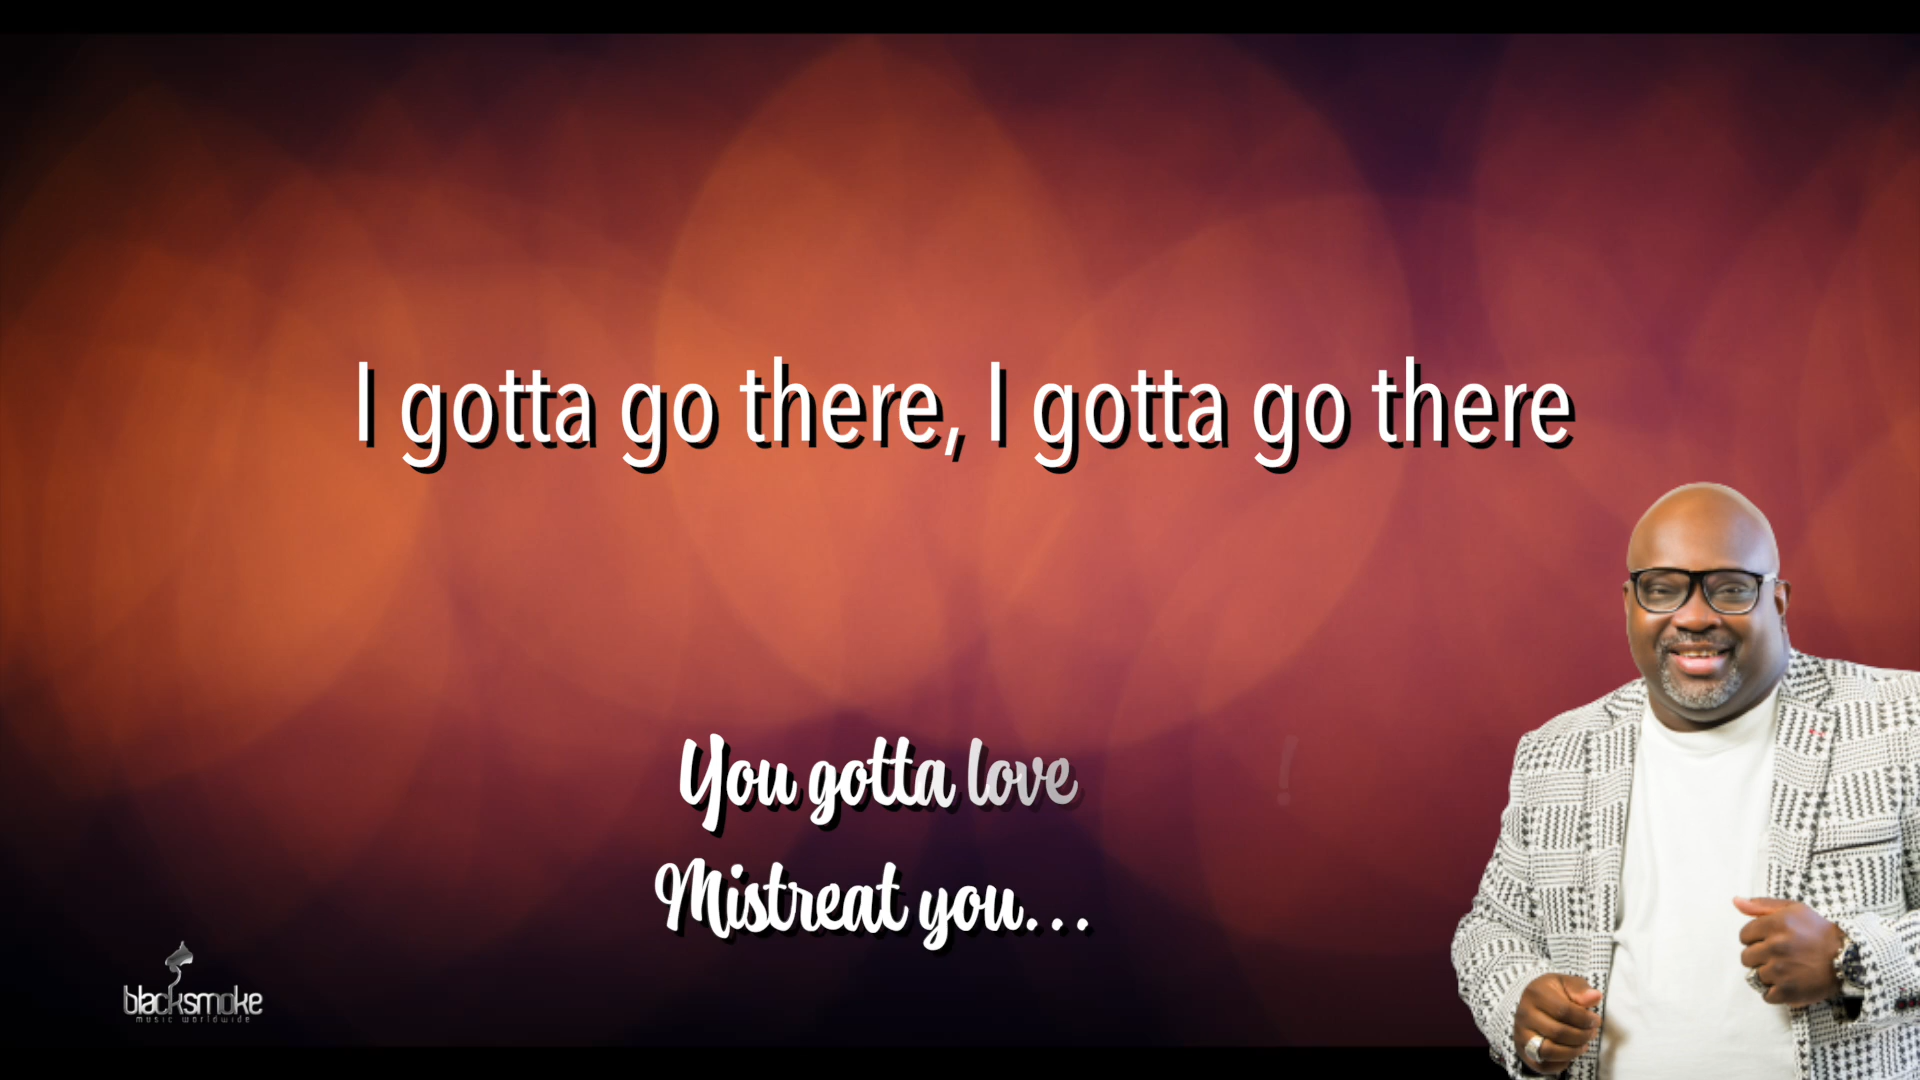 I gotta go there, I gotta go there
You gotta love !
Mistreat you...
blacksmoke
music worldwide